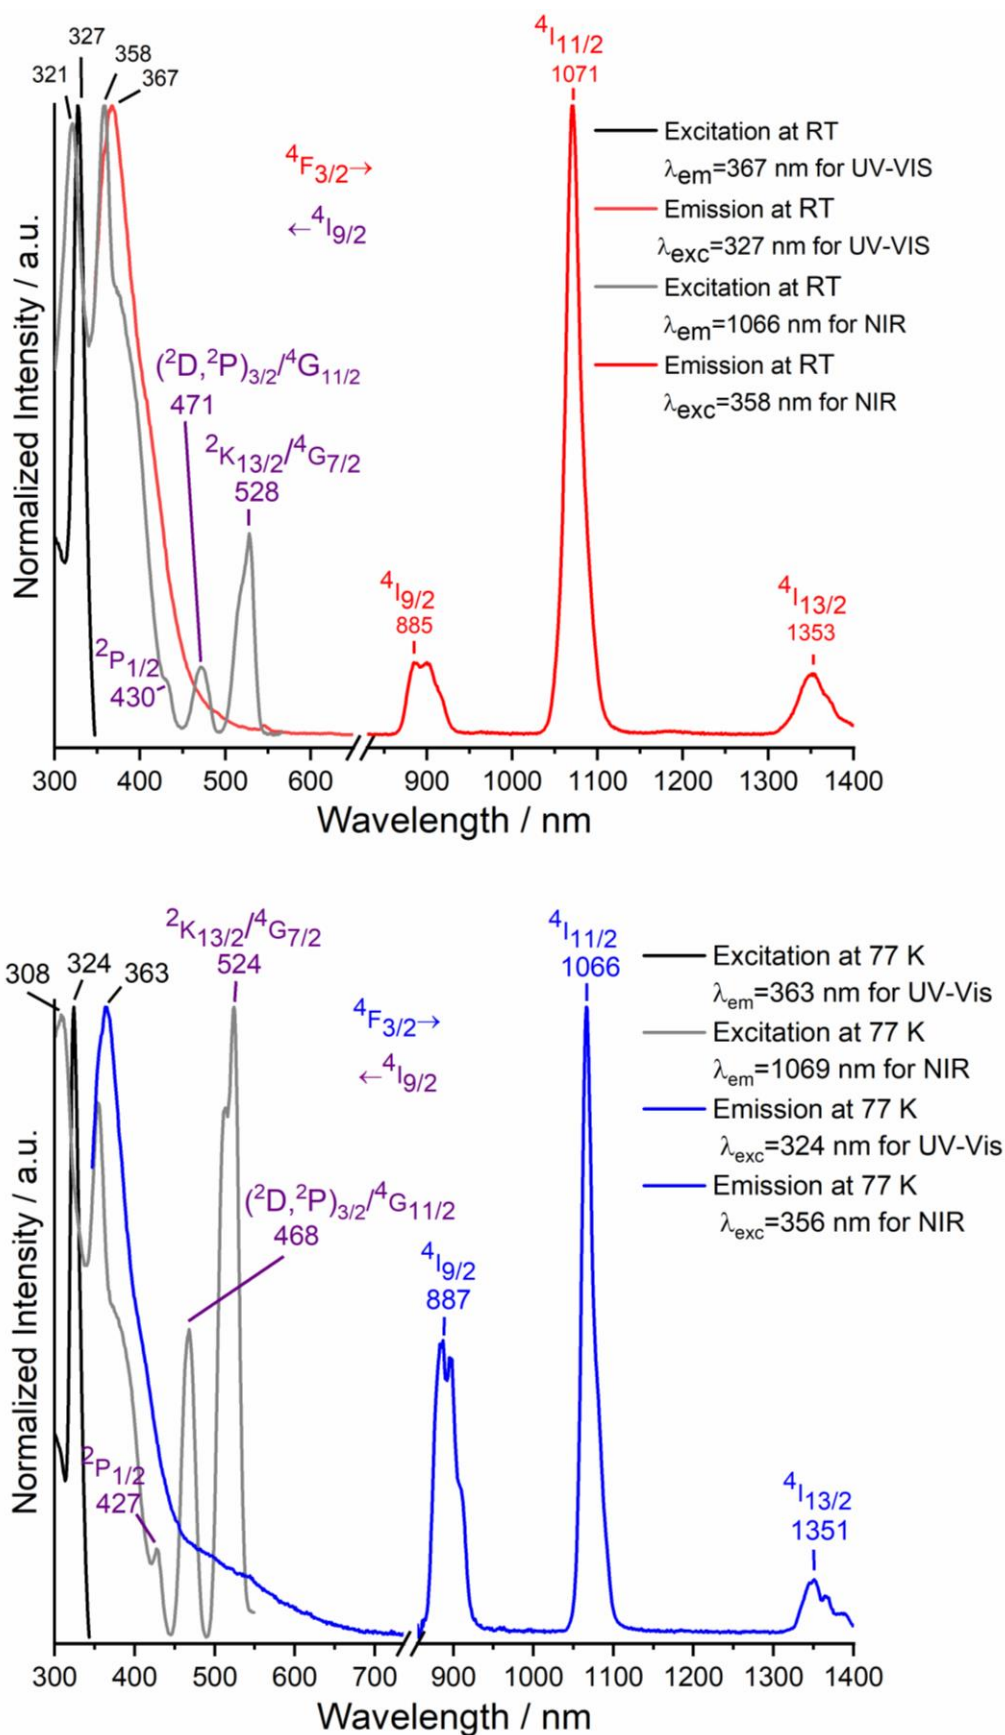 327
358
321
367
⁴I₁₁/₂
1071
⁴F₃/₂→
←⁴I₉/₂
Excitation at RT
λem=367 nm for UV-VIS
Emission at RT
λexc=327 nm for UV-VIS
Excitation at RT
λem=1066 nm for NIR
Emission at RT
λexc=358 nm for NIR
(²D,²P)₃/₂/⁴G₁₁/₂
471
²K₁₃/₂/⁴G₇/₂
528
²P₁/₂
430
⁴I₉/₂
885
⁴I₁₃/₂
1353
Normalized Intensity / a.u.
300 400 500 600 900 1000 1100 1200 1300 1400
Wavelength / nm
²K₁₃/₂/⁴G₇/₂
524
308
324
363
⁴I₁₁/₂
1066
⁴F₃/₂→
←⁴I₉/₂
Excitation at 77 K
λem=363 nm for UV-Vis
Excitation at 77 K
λem=1069 nm for NIR
Emission at 77 K
λexc=324 nm for UV-Vis
Emission at 77 K
λexc=356 nm for NIR
(²D,²P)₃/₂/⁴G₁₁/₂
468
⁴I₉/₂
887
²P₁/₂
427
⁴I₁₃/₂
1351
Normalized Intensity / a.u.
300 400 500 600 700 900 1000 1100 1200 1300 1400
Wavelength / nm